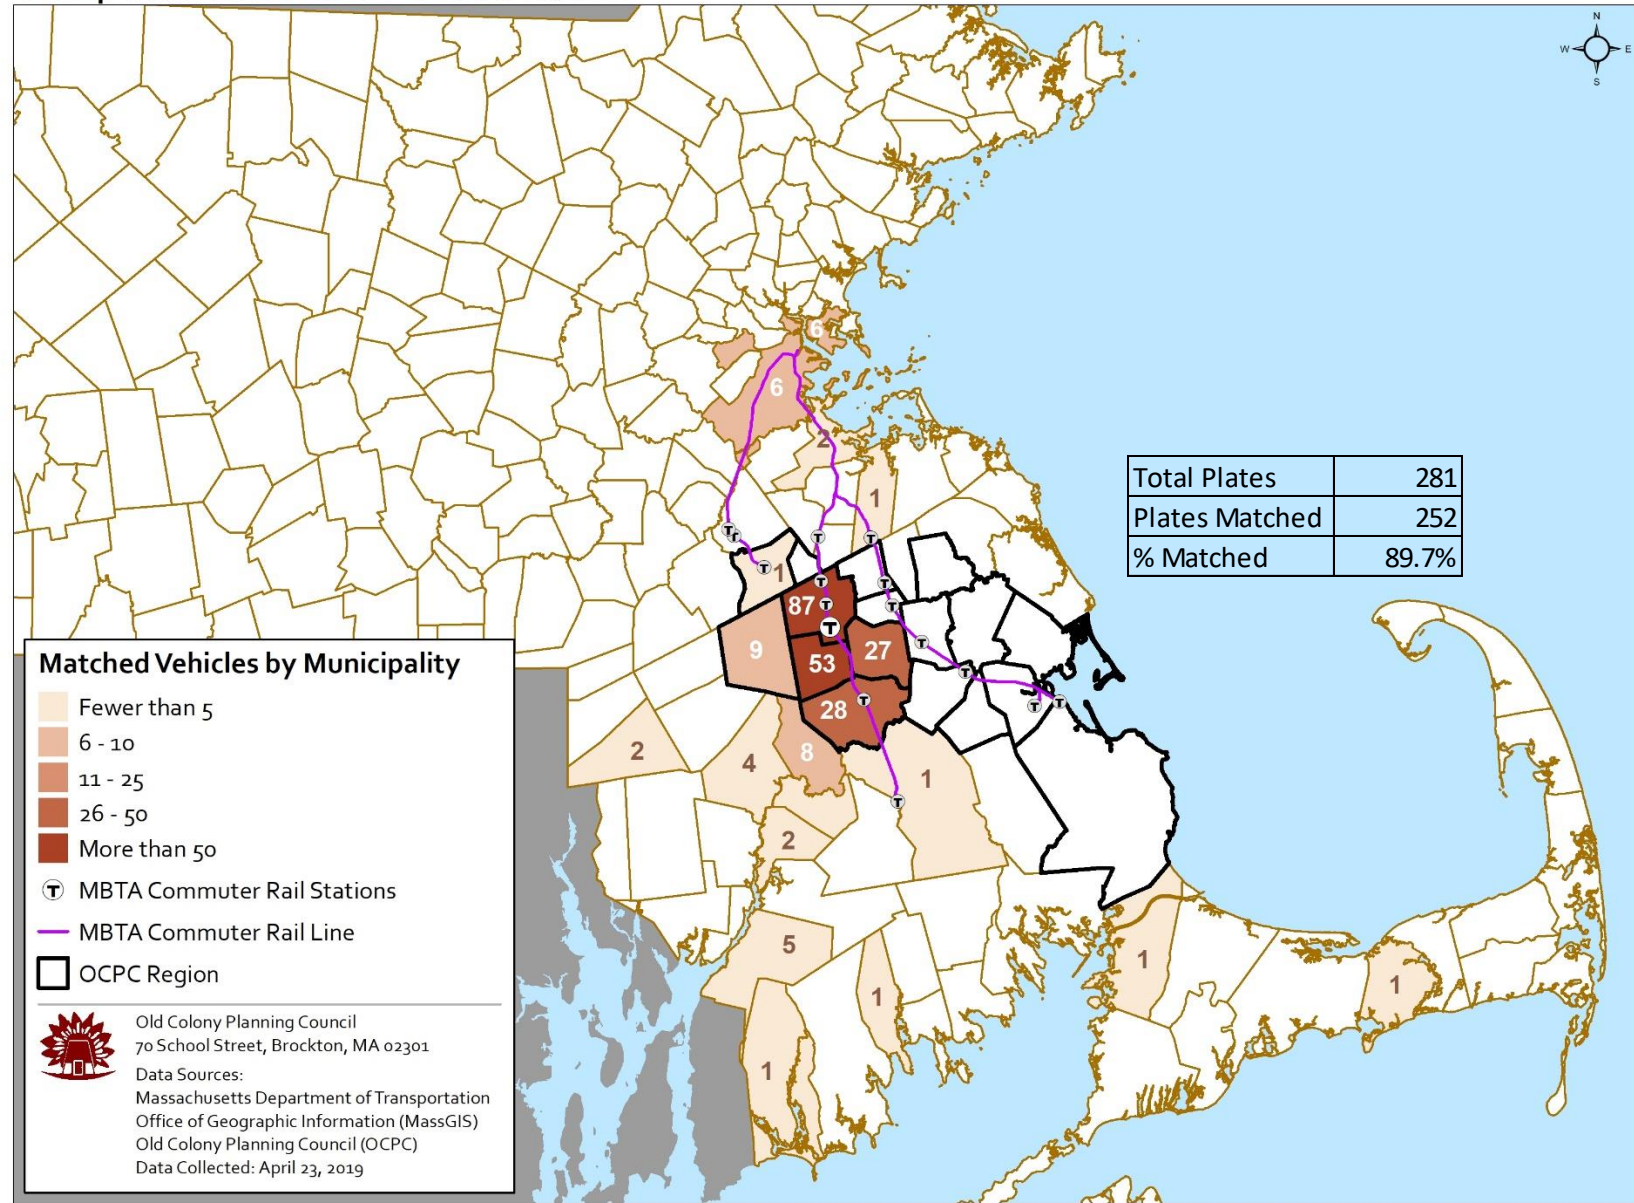 N
W E
S
6
6
2
1
Total Plates 281
Plates Matched 252
% Matched 89.7%
1
87
9
53
27
28
2
4
8
1
2
5
1
1
1
1
Matched Vehicles by Municipality
Fewer than 5
6 - 10
11 - 25
26 - 50
More than 50
T MBTA Commuter Rail Stations
MBTA Commuter Rail Line
OCPC Region
Old Colony Planning Council
70 School Street, Brockton, MA 02301
Data Sources:
Massachusetts Department of Transportation
Office of Geographic Information (MassGIS)
Old Colony Planning Council (OCPC)
Data Collected: April 23, 2019